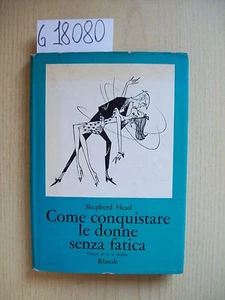 G 18080
Shepherd Mead
Come conquistare
le donne
senza fatica
Rizzoli